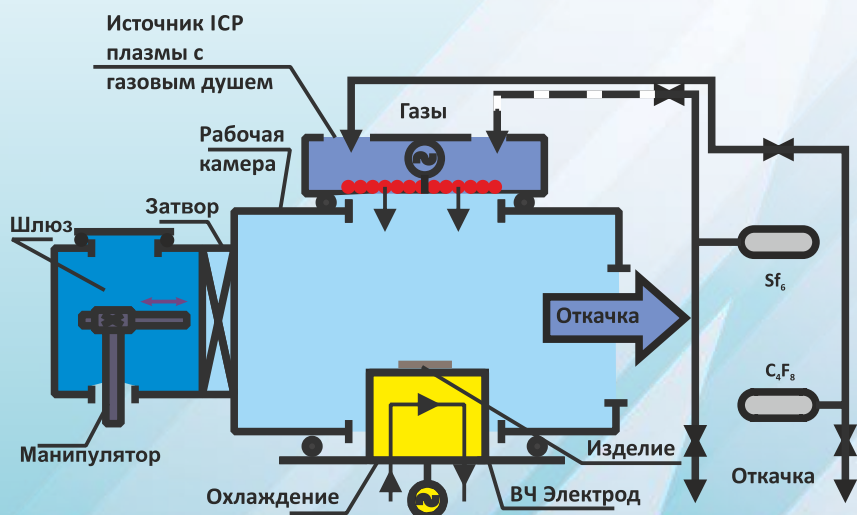 Источник ICP
плазмы с
газовым душем
Газы
Рабочая
камера
Затвор
Шлюз
Sf₆
Откачка
C₄F₈
Изделие
Манипулятор
Откачка
Охлаждение
ВЧ Электрод